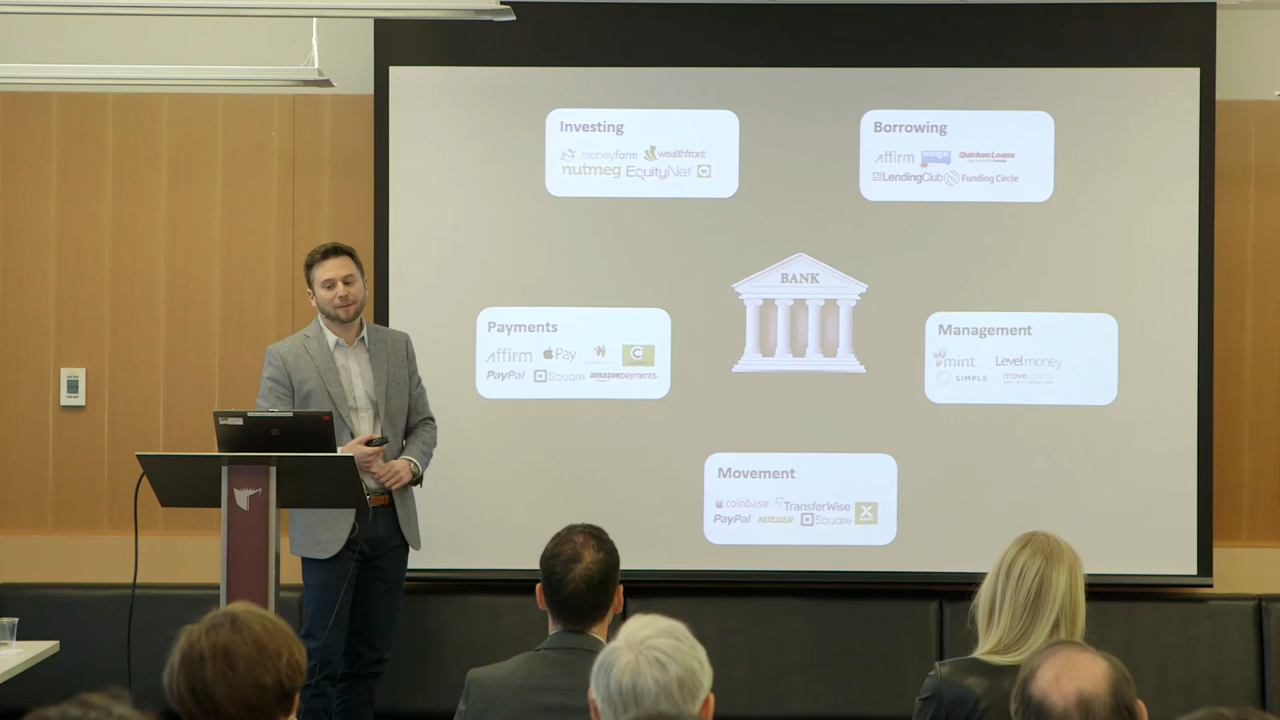 Investing
moneyfarm wealthfront
nutmeg EquityNet
Borrowing
affirm Quicken Loans
LendingClub Funding Circle
BANK
Payments
affirm Pay
PayPal Square amazonpayments
Management
mint Levelmoney
SIMPLE movenbank
Movement
coinbase TransferWise
PayPal NETELLER Square